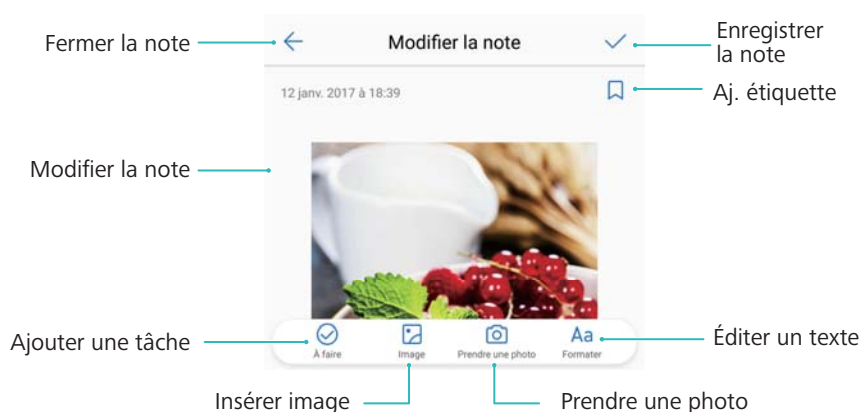 Fermer la note
Modifier la note
Enregistrer
la note
12 janv. 2017 à 18:39
Aj. étiquette
Modifier la note
Ajouter une tâche
À faire
Image
Prendre une photo
Aa
Formater
Éditer un texte
Insérer image
Prendre une photo